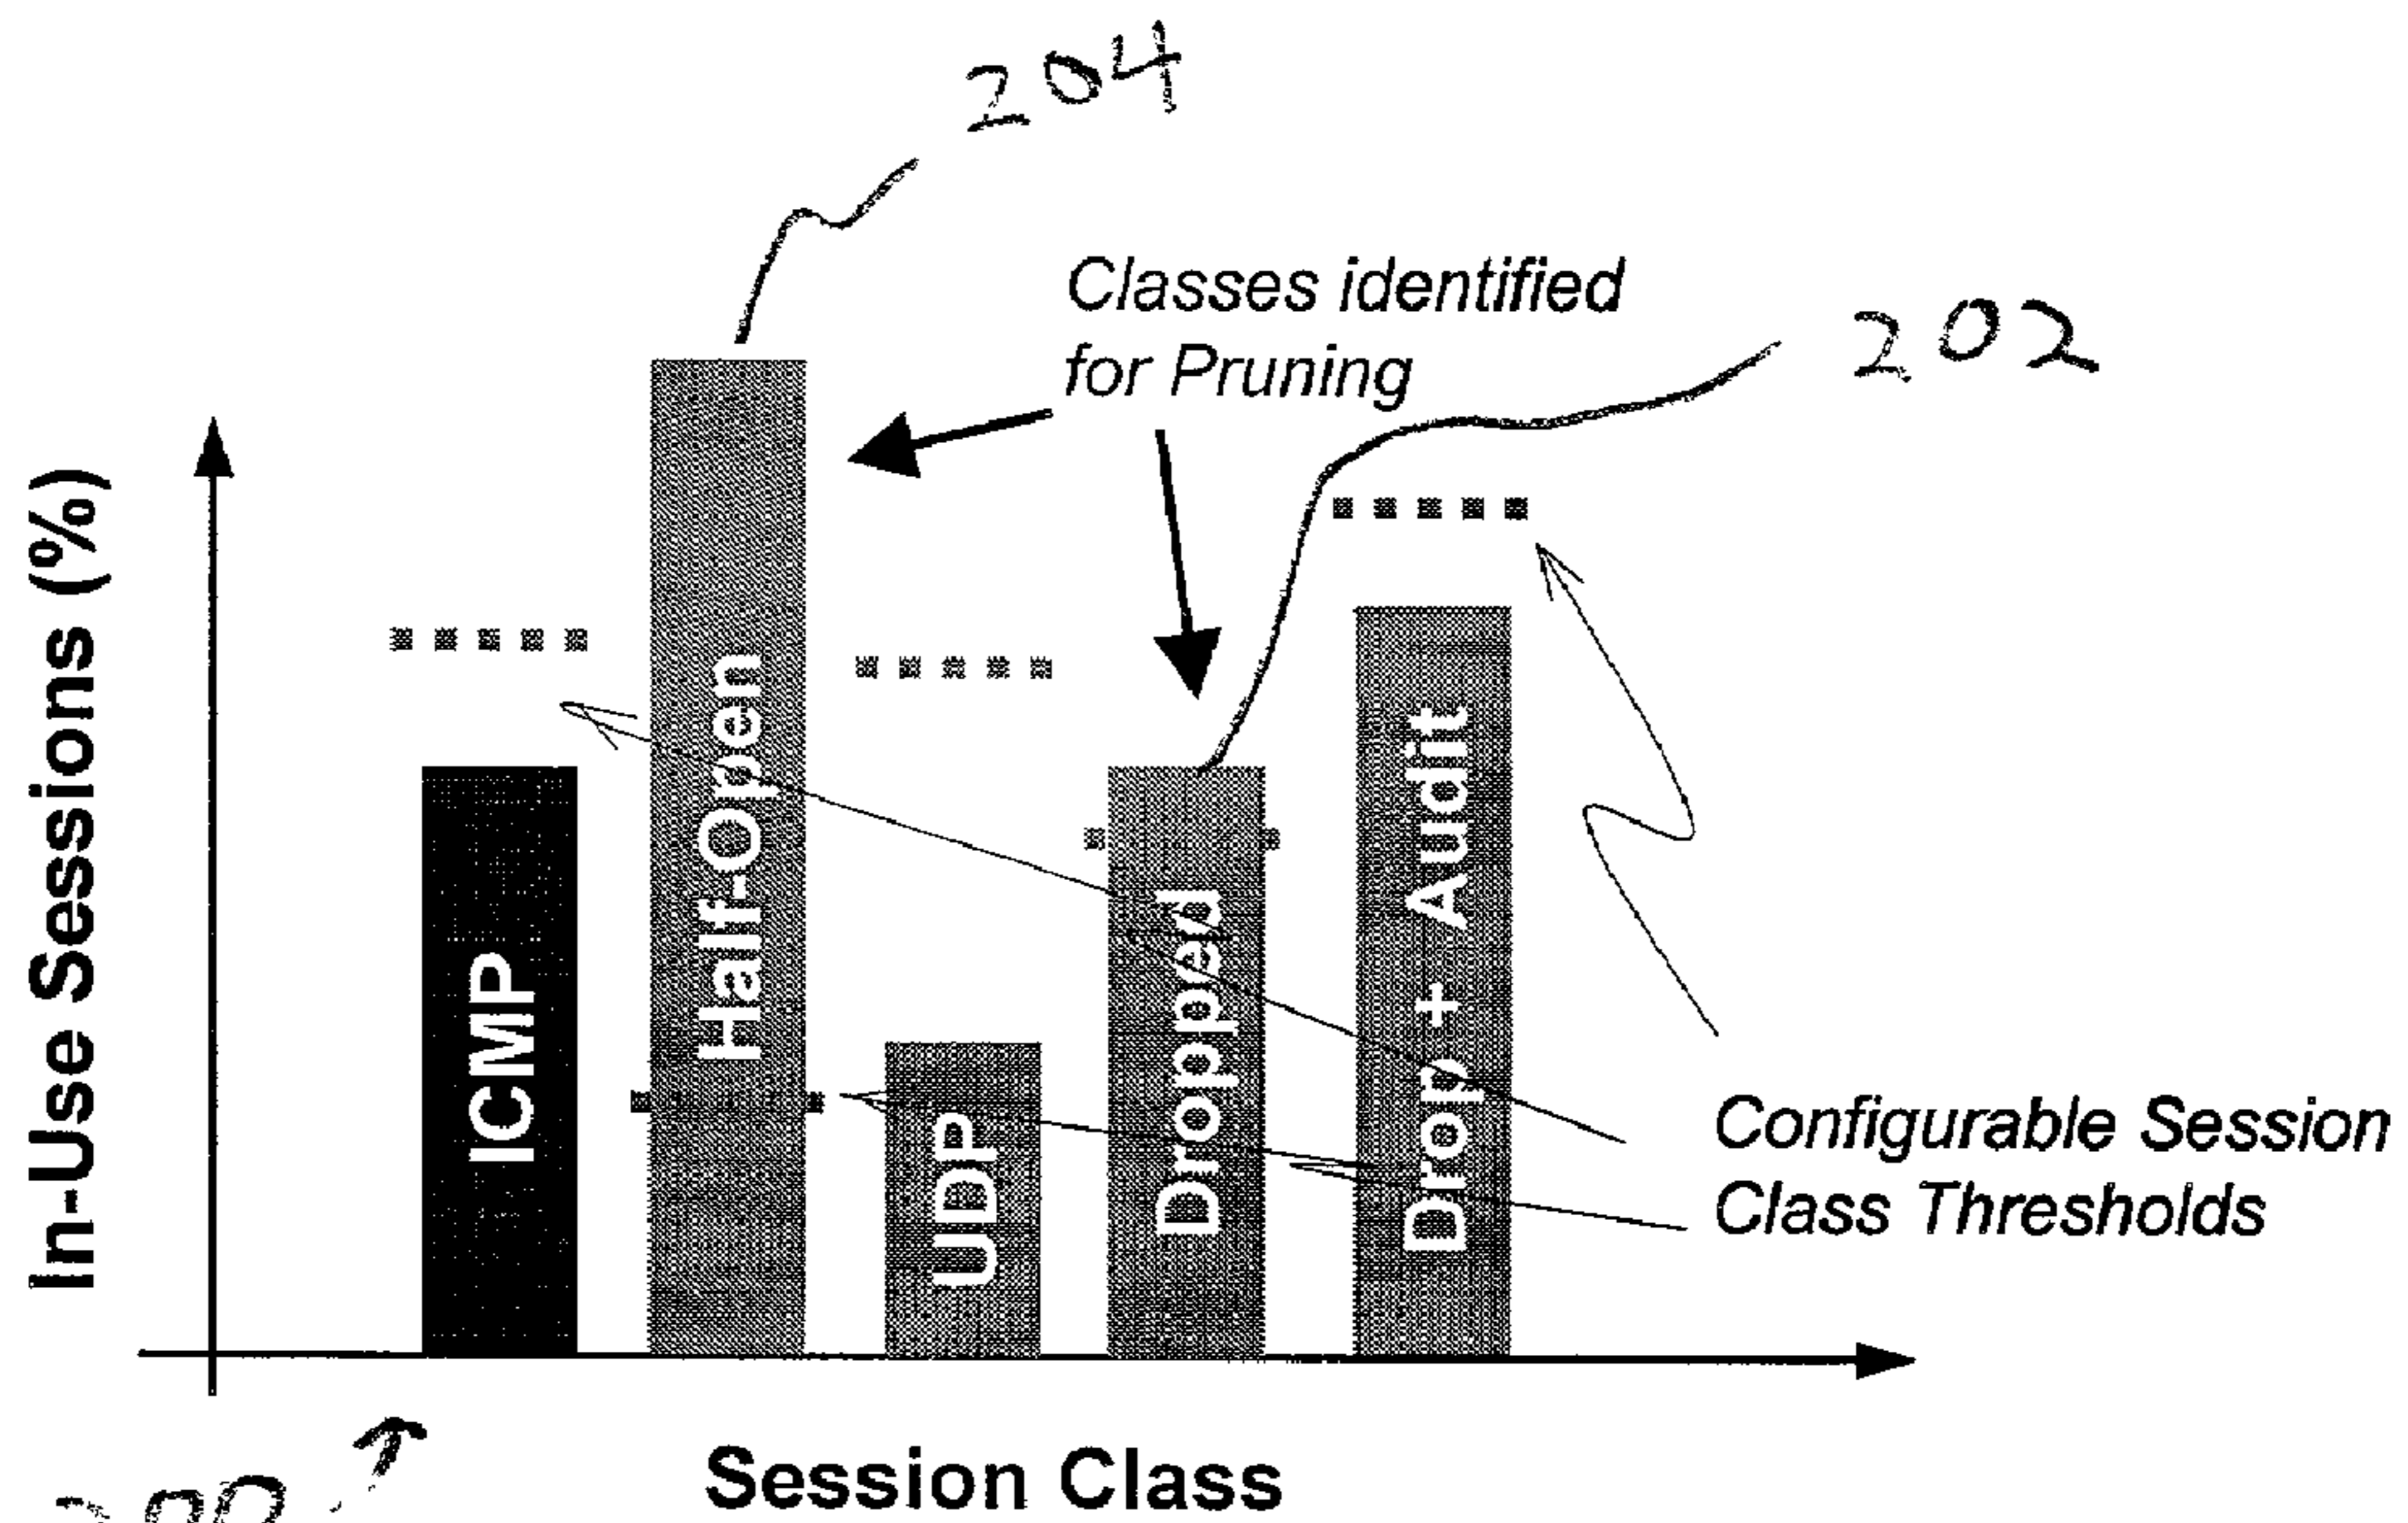 204
Classes identified
for Pruning
202
In-Use Sessions (%)
ICMP
Half-Open
UDP
Dropped
Drop + Audit
Configurable Session
Class Thresholds
Session Class